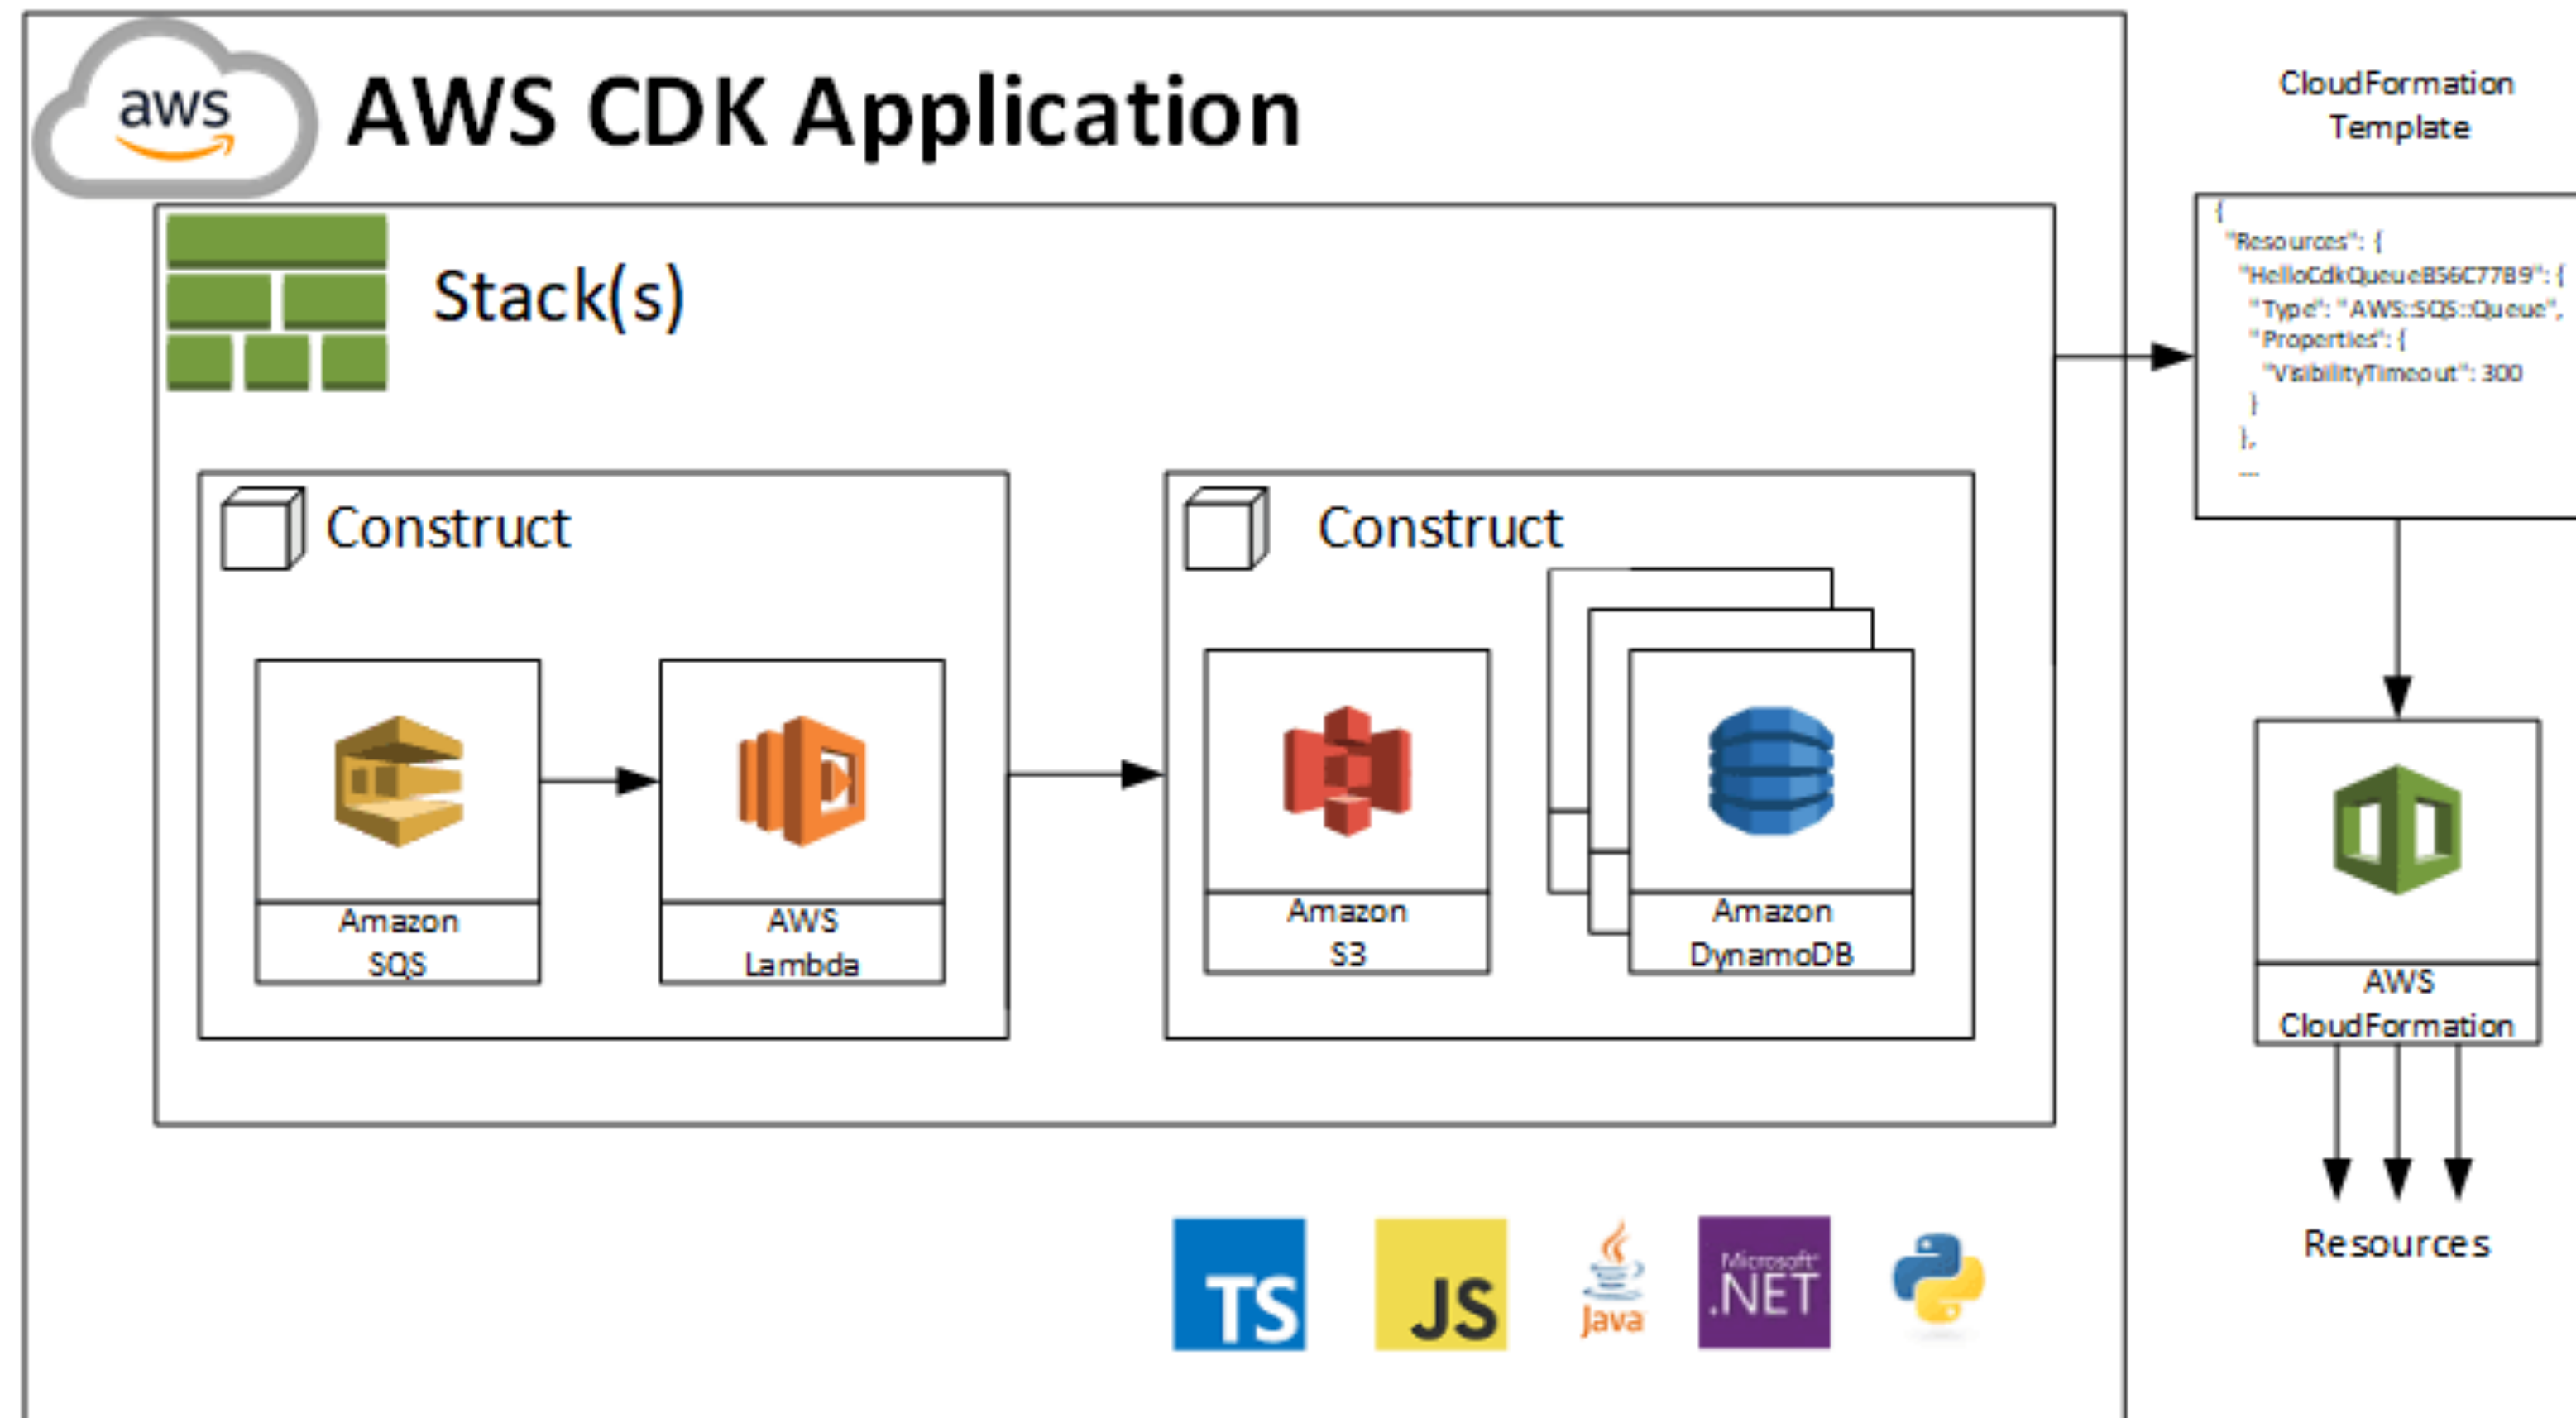 aws
AWS CDK Application
Stack(s)
Construct
Amazon
SQS
AWS
Lambda
Construct
Amazon
S3
Amazon
DynamoDB
TS
JS
Java
Microsoft
.NET
CloudFormation
Template
{
"Resources": {
"HelloCdkQueueB56C77B9": {
"Type": "AWS::SQS::Queue",
"Properties": {
"VisibilityTimeout": 300
}
},
...
AWS
CloudFormation
Resources